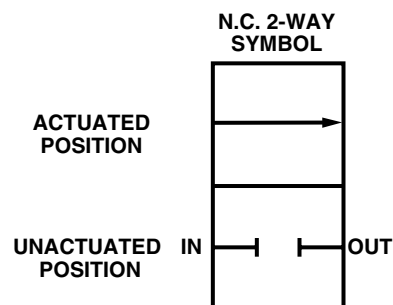 N.C. 2-WAY
SYMBOL
ACTUATED
POSITION
UNACTUATED
POSITION
IN
OUT